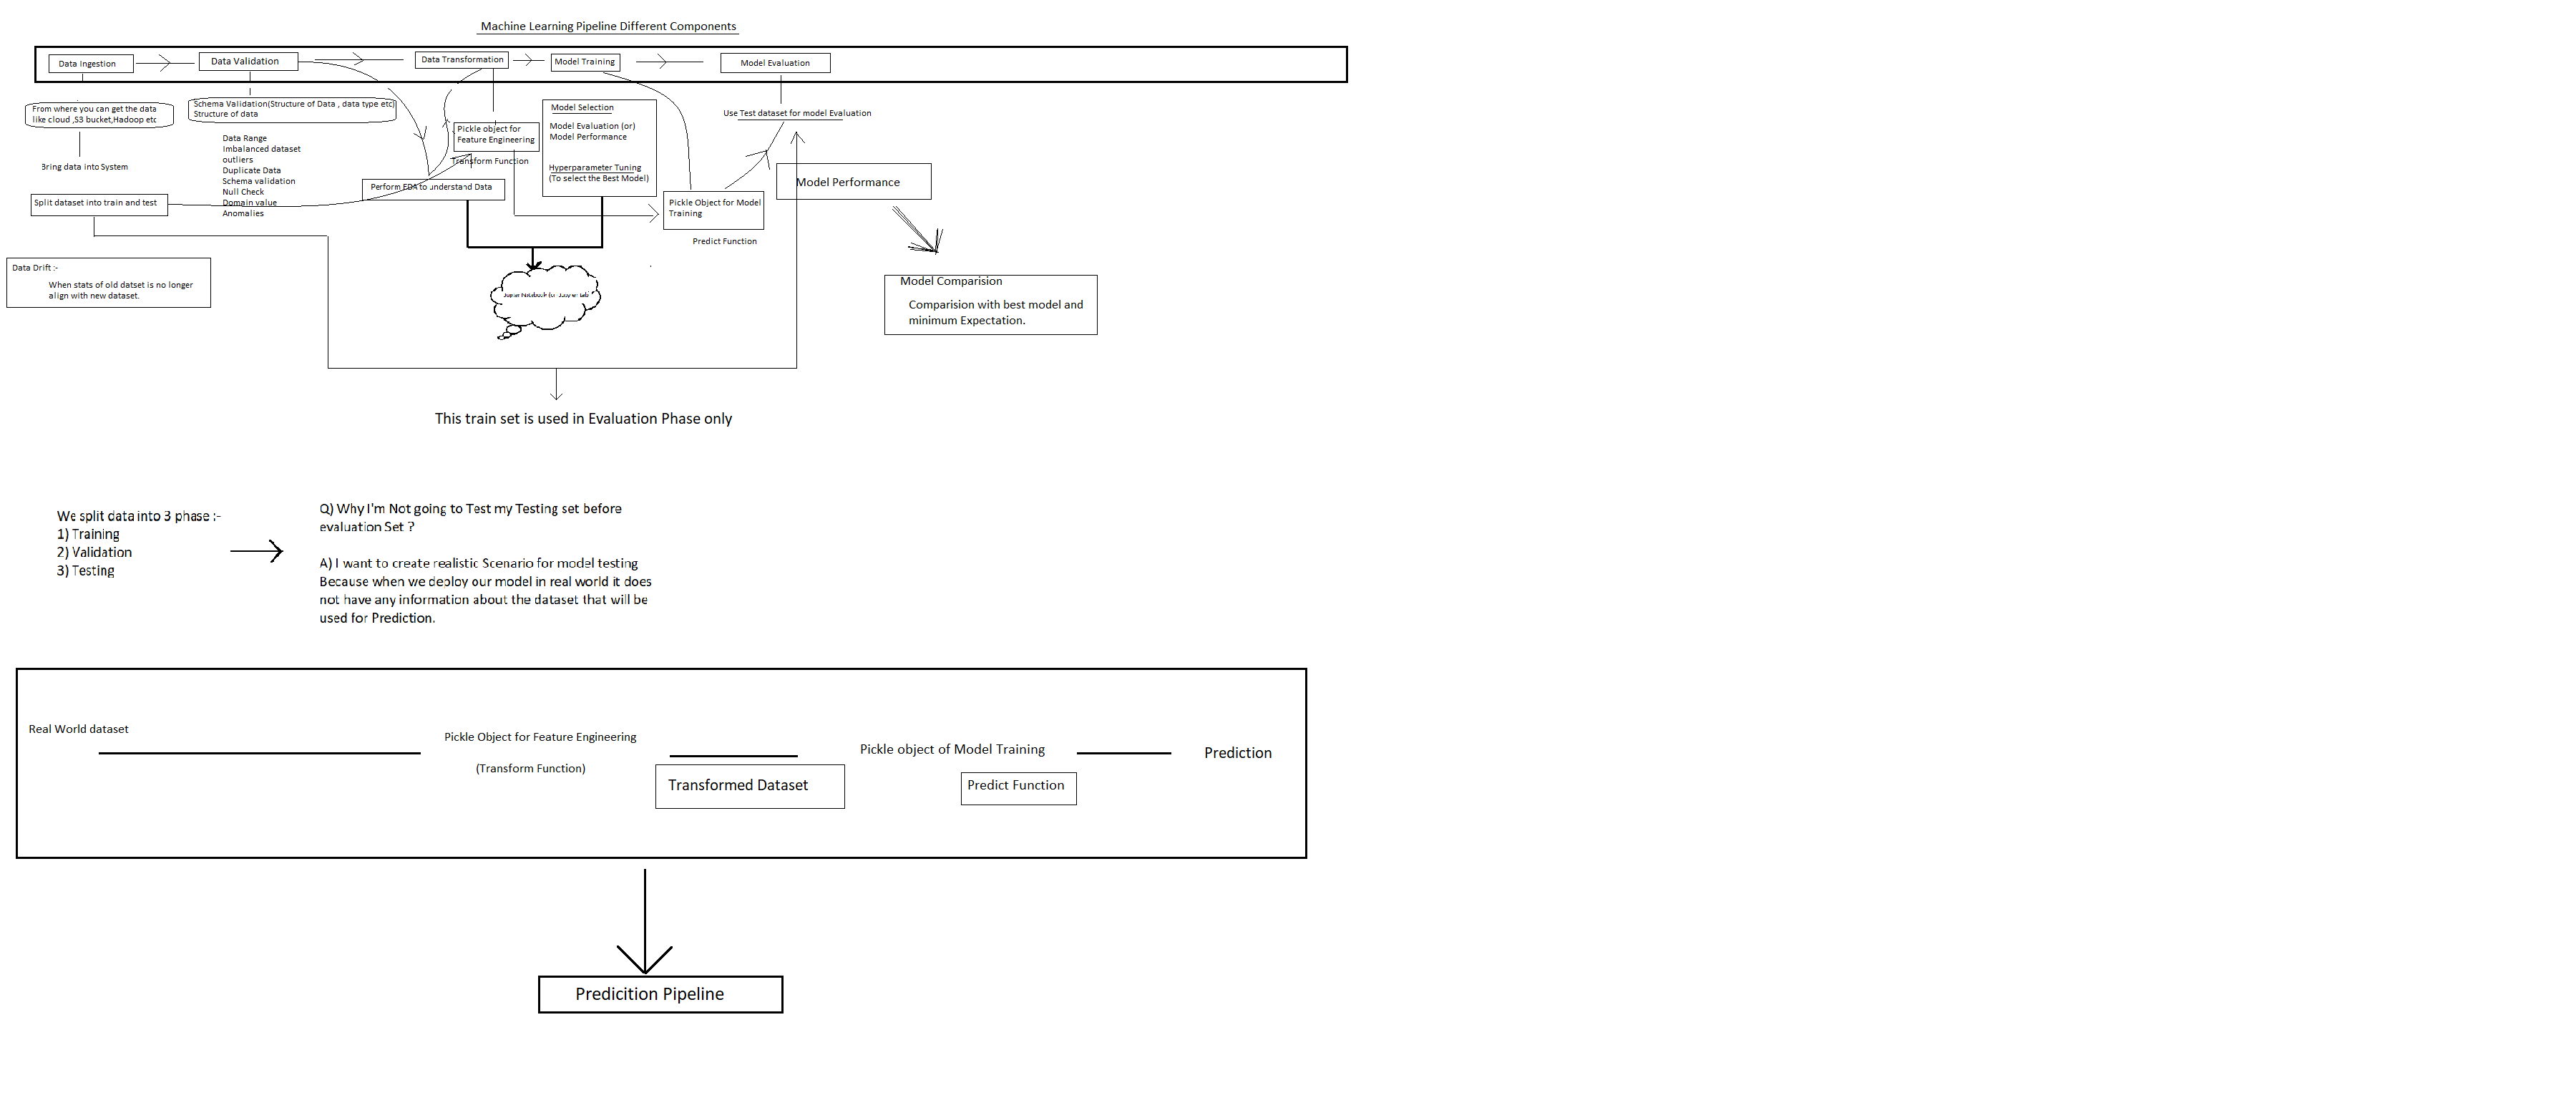 Machine Learning Pipeline Different Components
Data Ingestion
Data Validation
Data Transformation
Model Training
Model Evaluation
From where you can get the data
like cloud ,S3 bucket,Hadoop etc
Bring data into System
Split dataset into train and test
Schema Validation(Structure of Data , data type etc)
Structure of data
Data Range
Imbalanced dataset
outliers
Duplicate Data
Schema validation
Null Check
Domain value
Anomalies
Perform EDA to understand Data
Pickle object for
Feature Engineering
Transform Function
Model Selection
Model Evaluation (or)
Model Performance
Hyperparameter Tuning
(To select the Best Model)
Pickle Object for Model
Training
Predict Function
Use Test dataset for model Evaluation
Model Performance
Model Comparision
Comparision with best model and
minimum Expectation.
Data Drift :-
When stats of old datset is no longer
align with new dataset.
Notebook
This train set is used in Evaluation Phase only
We split data into 3 phase :-
1) Training
2) Validation
3) Testing
Q) Why I'm Not going to Test my Testing set before
evaluation Set ?
A) I want to create realistic Scenario for model testing
Because when we deploy our model in real world it does
not have any information about the dataset that will be
used for Prediction.
Real World dataset
Pickle Object for Feature Engineering
(Transform Function)
Transformed Dataset
Pickle object of Model Training
Predict Function
Prediction
Predicition Pipeline